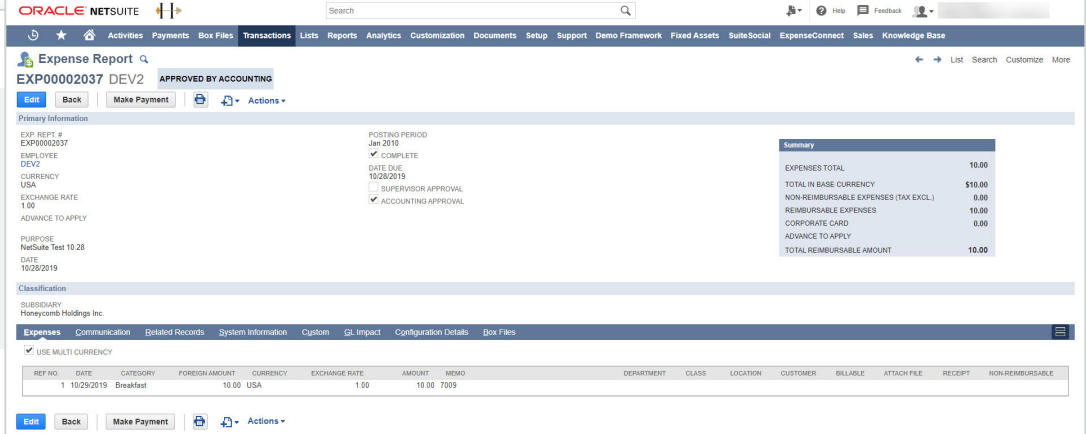 ORACLE NETSUITE
Search
Help
Feedback
Activities Payments Box Files Transactions Lists Reports Analytics Customization Documents Setup Support Demo Framework Fixed Assets SuiteSocial ExpenseConnect Sales Knowledge Base
Expense Report
List Search Customize More
EXP00002037 DEV2 APPROVED BY ACCOUNTING
Edit Back Make Payment Actions
Primary Information
EXP. REPT. #
EXP00002037
EMPLOYEE
DEV2
CURRENCY
USA
EXCHANGE RATE
1.00
ADVANCE TO APPLY
PURPOSE
NetSuite Test 10.28
DATE
10/28/2019
POSTING PERIOD
Jan 2010
COMPLETE
DATE DUE
10/28/2019
SUPERVISOR APPROVAL
ACCOUNTING APPROVAL
Summary
EXPENSES TOTAL 10.00
TOTAL IN BASE CURRENCY $10.00
NON-REIMBURSABLE EXPENSES (TAX EXCL.) 0.00
REIMBURSABLE EXPENSES 10.00
CORPORATE CARD 0.00
ADVANCE TO APPLY
TOTAL REIMBURSABLE AMOUNT 10.00
Classification
SUBSIDIARY
Honeycomb Holdings Inc.
Expenses Communication Related Records System Information Custom GL Impact Configuration Details Box Files
USE MULTI CURRENCY
REF NO. DATE CATEGORY FOREIGN AMOUNT CURRENCY EXCHANGE RATE AMOUNT MEMO DEPARTMENT CLASS LOCATION CUSTOMER BILLABLE ATTACH FILE RECEIPT NON-REIMBURSABLE
1 10/29/2019 Breakfast 10.00 USA 1.00 10.00 7009
Edit Back Make Payment Actions